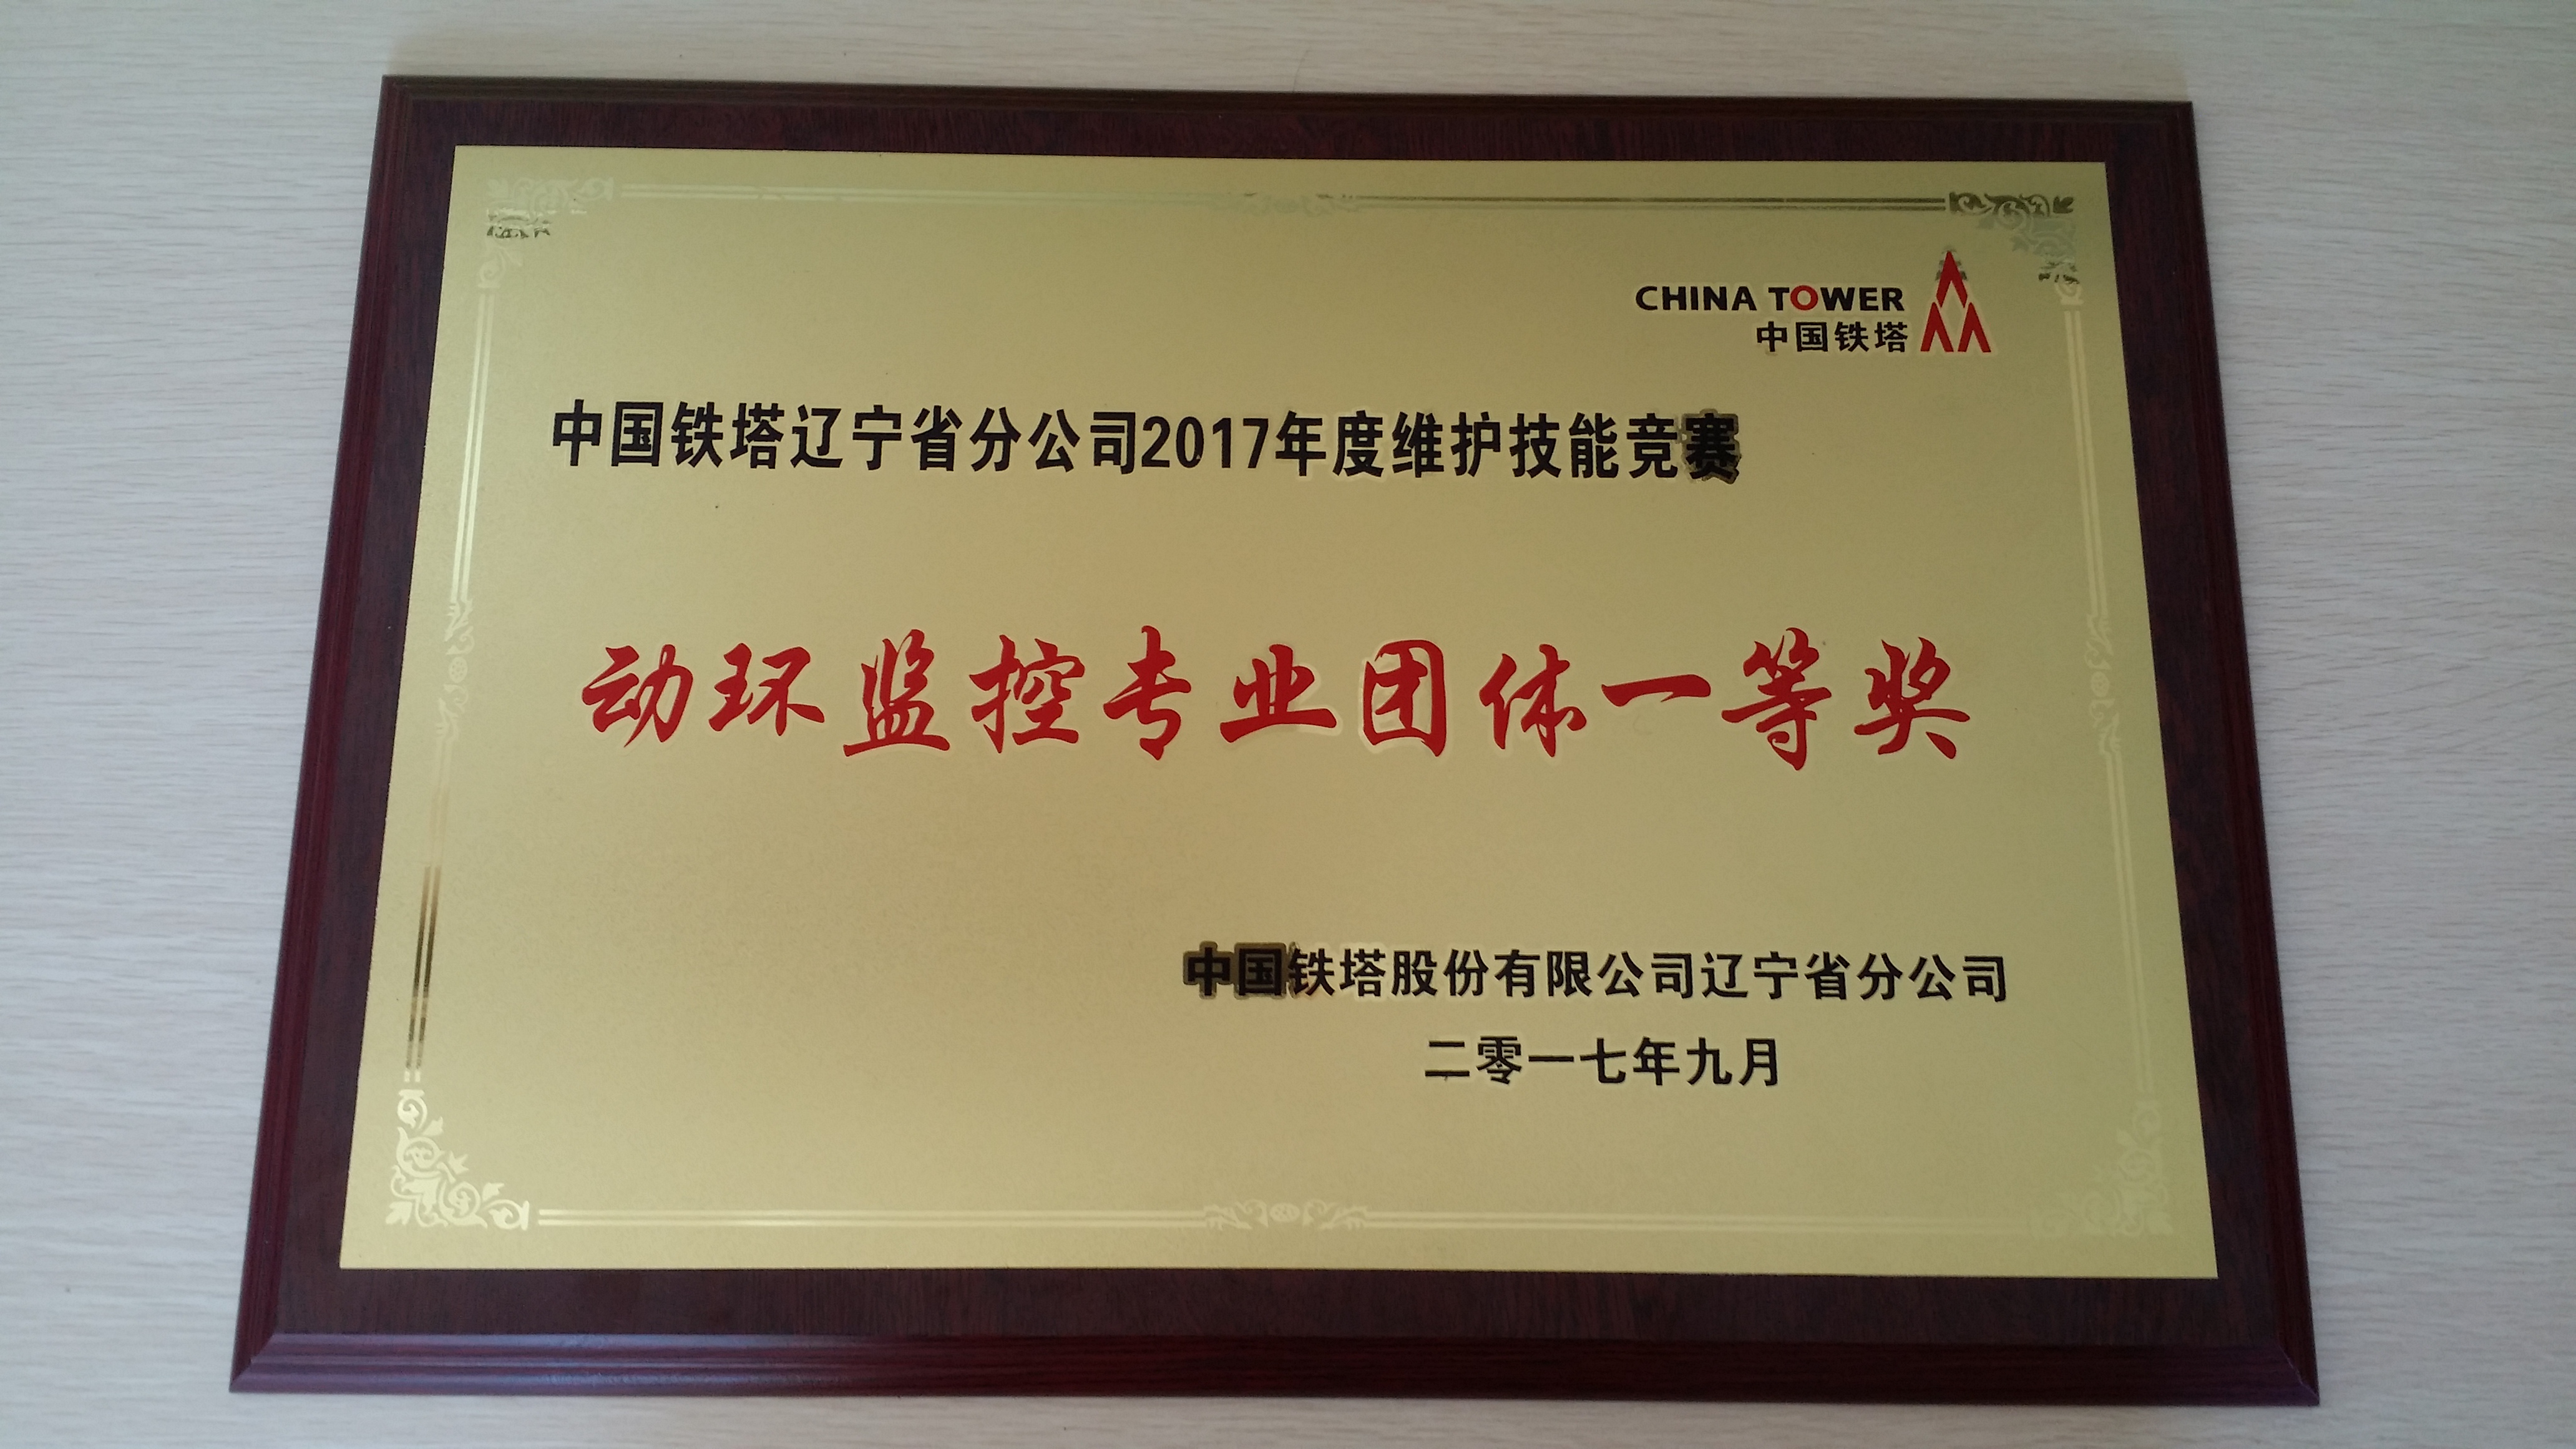 CHINA TOWER
中国铁塔
中国铁塔辽宁省分公司2017年度维护技能竞赛
动环监控专业团体一等奖
中国铁塔股份有限公司辽宁省分公司
二零一七年九月